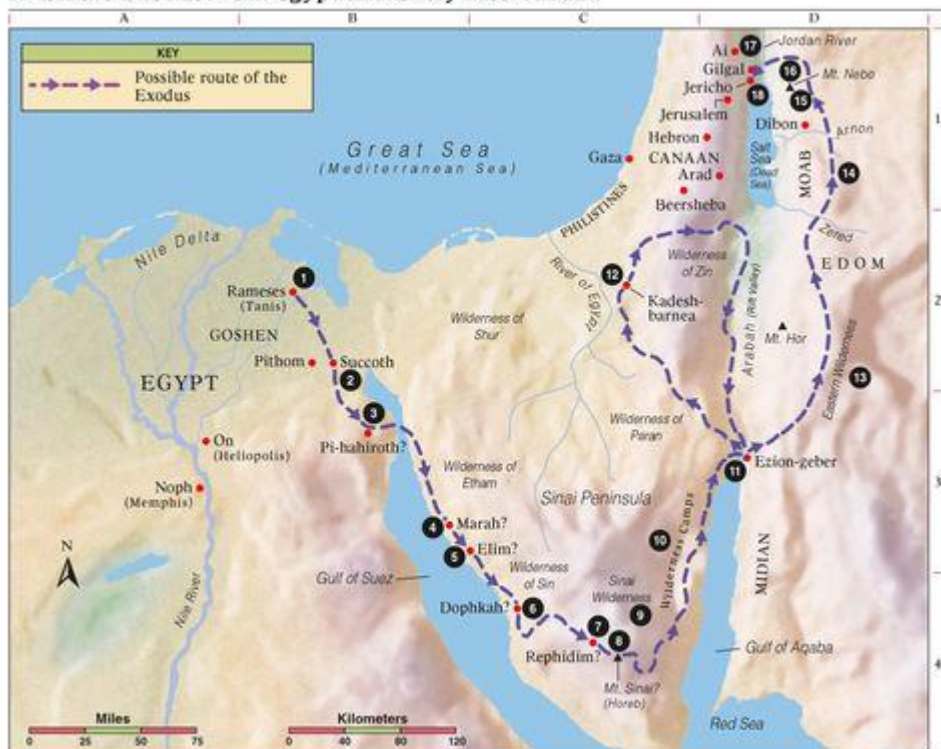 A B C D
KEY
Possible route of the
Exodus
Great Sea
(Mediterranean Sea)
17
Jordan River
Ai
Gilgal
16
Mt. Nebo
Jericho
18
15
Jerusalem
Dibon
Arnon
1
Hebron
Gaza
CANAAN
Salt
Sea
(Dead
Sea)
MOAB
Arad
14
Beersheba
PHILISTINES
Zered
Nile Delta
1
12
River of Egypt
Wilderness
of Zin
EDOM
Rameses
(Tanis)
Kadesh-
barnea
2
GOSHEN
Wilderness of
Shur
Arabah (Rift Valley)
Mt. Hor
Pithom
Succoth
2
EGYPT
13
Eastern Wilderness
3
On
(Heliopolis)
Pi-hahiroth?
Wilderness of
Paran
Ezion-geber
11
Noph
(Memphis)
Wilderness of
Etham
Sinai Peninsula
3
4
Marah?
10
Wilderness Camps
N
5
Elim?
MIDIAN
Gulf of Suez
Wilderness
of Sin
Sinai
Wilderness
Nile River
Dophkah?
6
7
8
9
Rephidim?
Gulf of Aqaba
4
Mt. Sinai?
(Horeb)
Miles
0 25 50 75
Kilometers
0 40 80 120
Red Sea